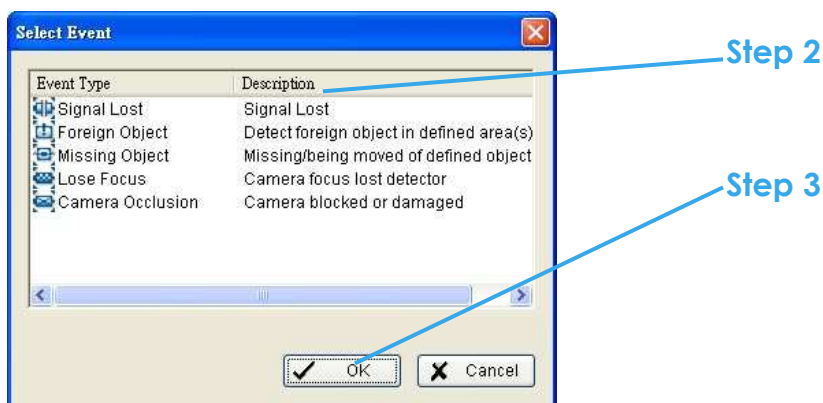 Select Event
Step 2
Event Type Description
Signal Lost Signal Lost
Foreign Object Detect foreign object in defined area(s)
Missing Object Missing/being moved of defined object
Lose Focus Camera focus lost detector
Step 3
Camera Occlusion Camera blocked or damaged
OK Cancel